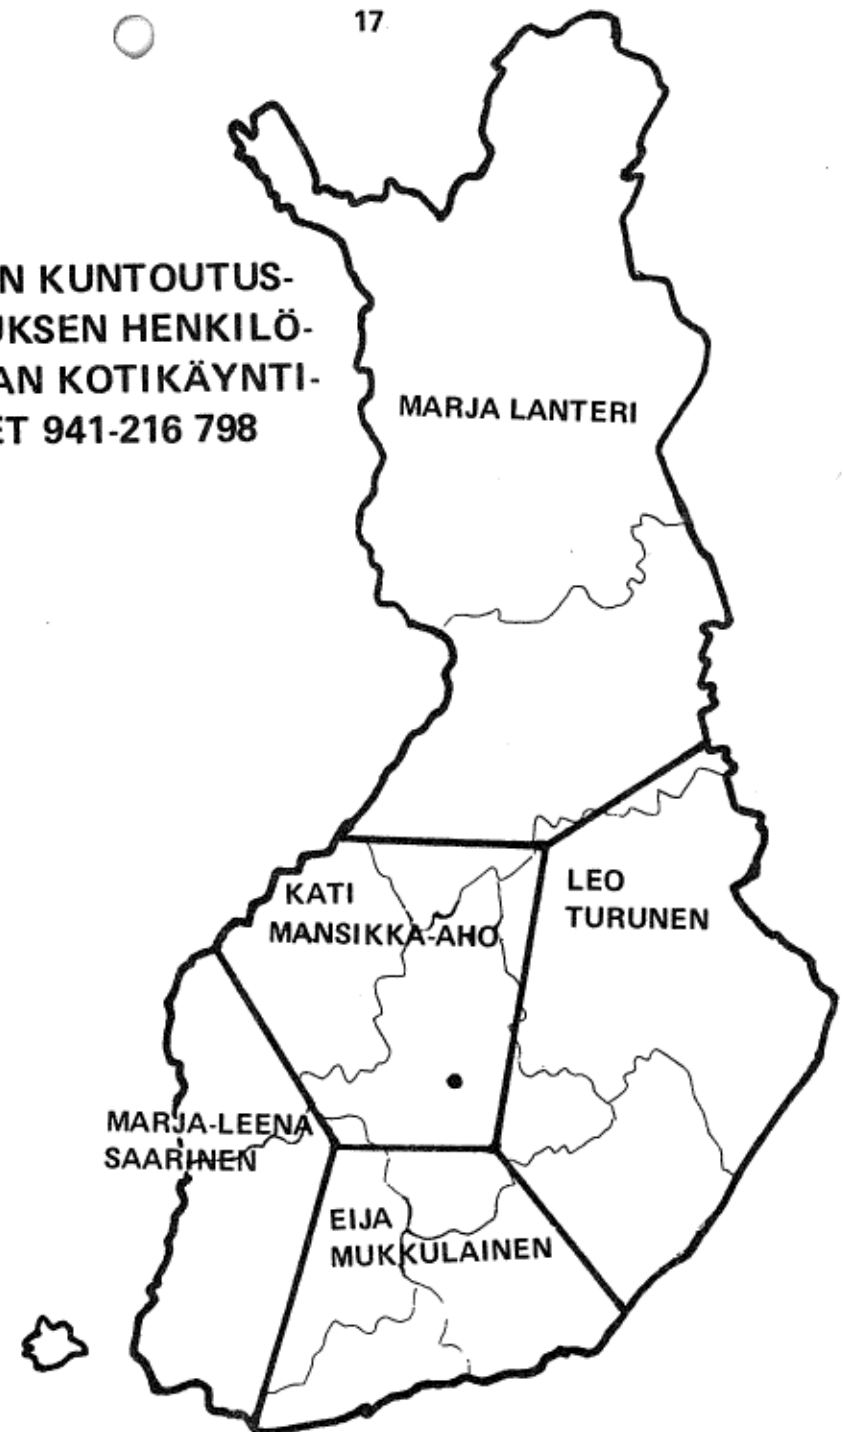 17
N KUNTOUTUS-
UKSEN HENKILÖ-
AN KOTIKÄYNTI-
ET 941-216 798
MARJA LANTERI
KATI
MANSIKKA-AHO
LEO
TURUNEN
MARJA-LEENA
SAARINEN
EIJA
MUKKULAINEN